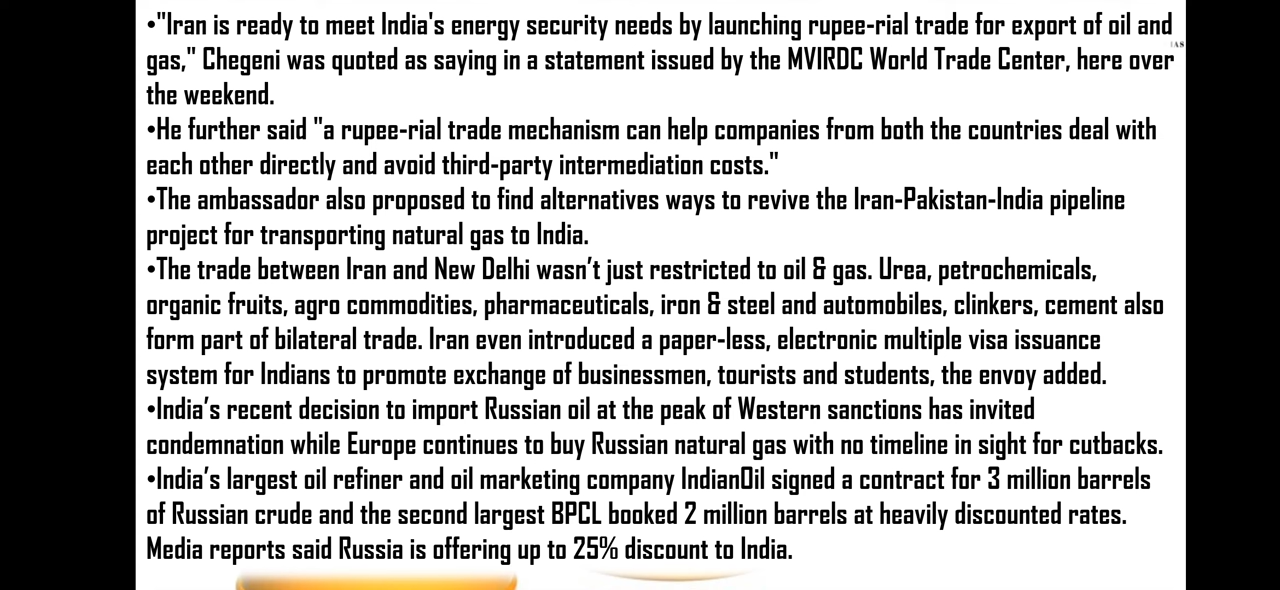 •"Iran is ready to meet India's energy security needs by launching rupee-rial trade for export of oil and
IAS
gas," Chegeni was quoted as saying in a statement issued by the MVIRDC World Trade Center, here over
the weekend.
•He further said "a rupee-rial trade mechanism can help companies from both the countries deal with
each other directly and avoid third-party intermediation costs."
•The ambassador also proposed to find alternatives ways to revive the Iran-Pakistan-India pipeline
project for transporting natural gas to India.
•The trade between Iran and New Delhi wasn’t just restricted to oil & gas. Urea, petrochemicals,
organic fruits, agro commodities, pharmaceuticals, iron & steel and automobiles, clinkers, cement also
form part of bilateral trade. Iran even introduced a paper-less, electronic multiple visa issuance
system for Indians to promote exchange of businessmen, tourists and students, the envoy added.
•India’s recent decision to import Russian oil at the peak of Western sanctions has invited
condemnation while Europe continues to buy Russian natural gas with no timeline in sight for cutbacks.
•India’s largest oil refiner and oil marketing company IndianOil signed a contract for 3 million barrels
of Russian crude and the second largest BPCL booked 2 million barrels at heavily discounted rates.
Media reports said Russia is offering up to 25% discount to India.